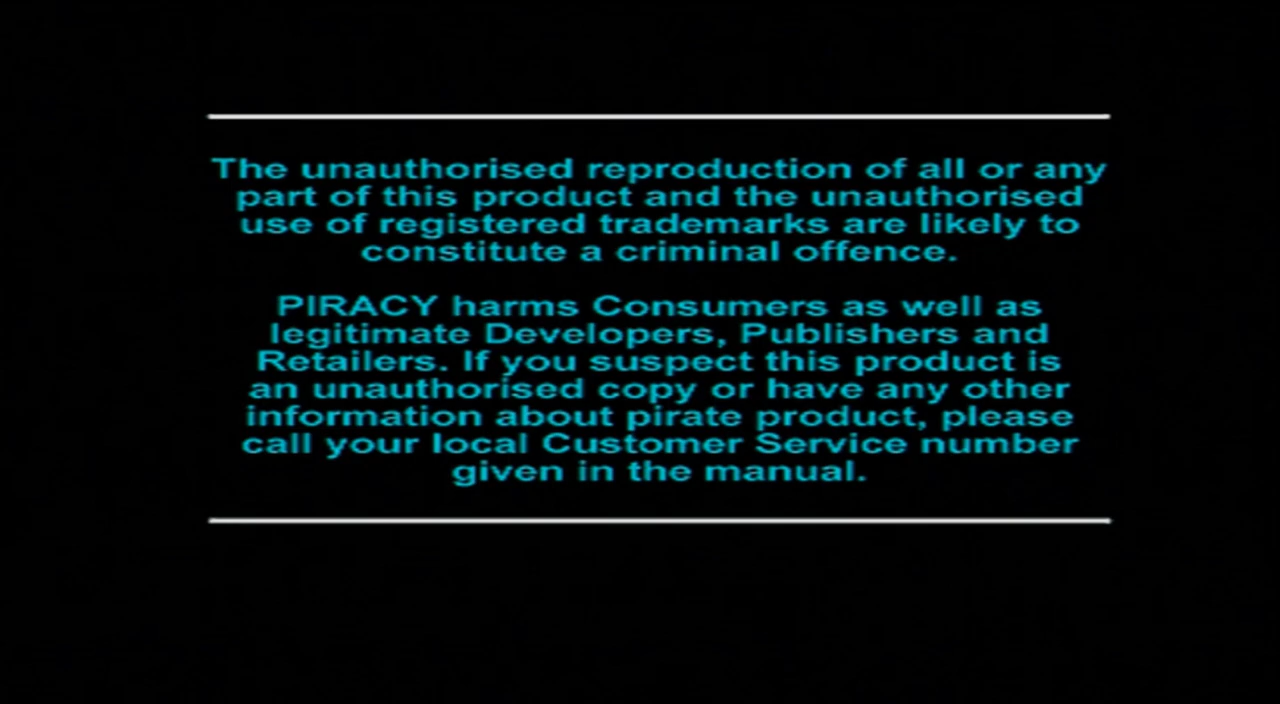 The unauthorised reproduction of all or any
part of this product and the unauthorised
use of registered trademarks are likely to
constitute a criminal offence.
PIRACY harms Consumers as well as
legitimate Developers, Publishers and
Retailers. If you suspect this product is
an unauthorised copy or have any other
information about pirate product, please
call your local Customer Service number
given in the manual.